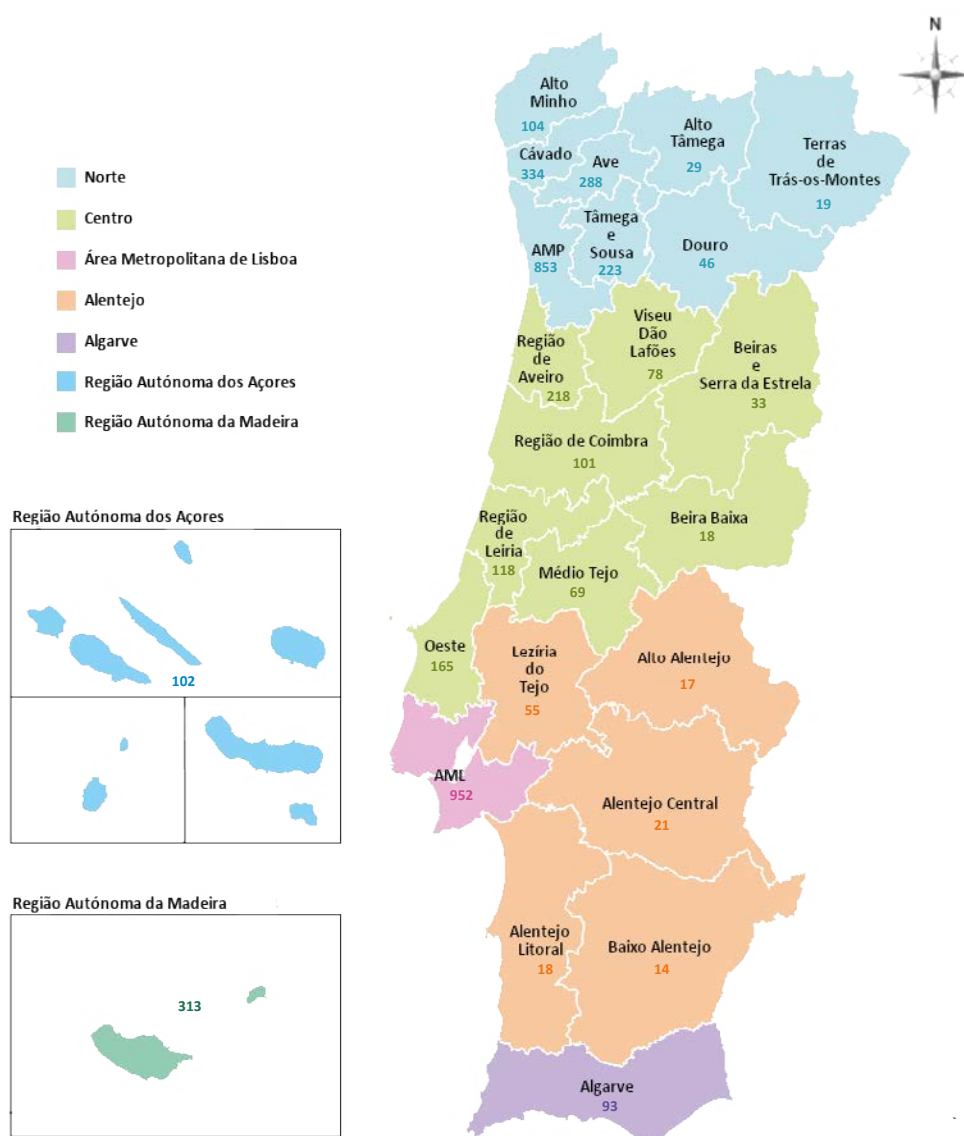 N
Norte
Centro
Área Metropolitana de Lisboa
Alentejo
Algarve
Região Autónoma dos Açores
Região Autónoma da Madeira
Alto
Minho
104
Cávado
334
Ave
288
Alto
Tâmega
29
Terras
de
Trás-os-Montes
19
AMP
853
Tâmega
e
Sousa
223
Douro
46
Região
de
Aveiro
218
Viseu
Dão
Lafões
78
Beiras
e
Serra da Estrela
33
Região de Coimbra
101
Região
de
Leiria
118
Médio Tejo
69
Beira Baixa
18
Oeste
165
Lezíria
do
Tejo
55
Alto Alentejo
17
AML
952
Alentejo Central
21
Alentejo
Litoral
18
Baixo Alentejo
14
Algarve
93
Região Autónoma dos Açores
102
Região Autónoma da Madeira
313